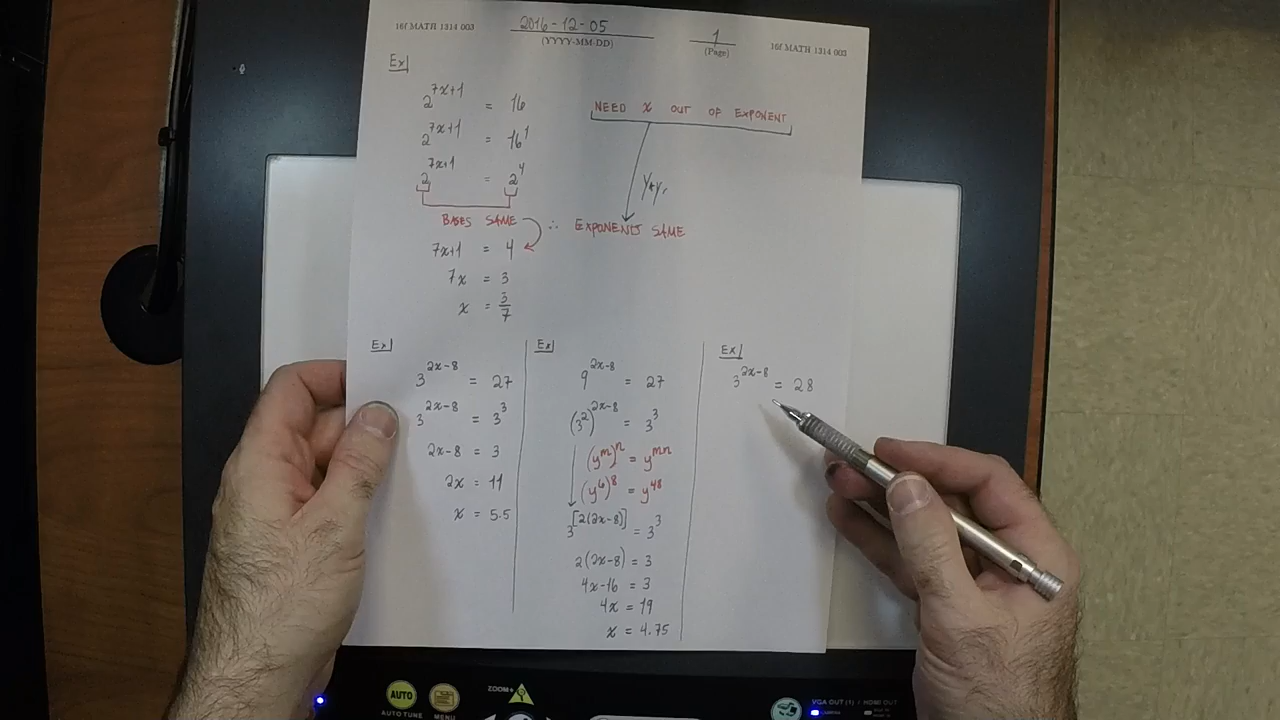 16f MATH 1314 003 2016-12-05 1 16f MATH 1314 003
(YYYY-MM-DD) (Page)
Ex|
2^{7x+1} = 16
2^{7x+1} = 16^1
2^{7x+1} = 2^4
BASES SAME
7x+1 = 4
7x = 3
x = 3/7
NEED x OUT OF EXPONENT
∴ EXPONENTS SAME
Ex|
3^{2x-8} = 27
3^{2x-8} = 3^3
2x-8 = 3
2x = 11
x = 5.5
Ex|
9^{2x-8} = 27
(3^2)^{2x-8} = 3^3
(y^m)^n = y^{mn}
(y^6)^8 = y^{48}
3^{[2(2x-8)]} = 3^3
2(2x-8) = 3
4x-16 = 3
4x = 19
x = 4.75
Ex|
3^{2x-8} = 28
AUTO
AUTO TUNE
MENU
ZOOM+
VGA OUT (1) HDMI OUT